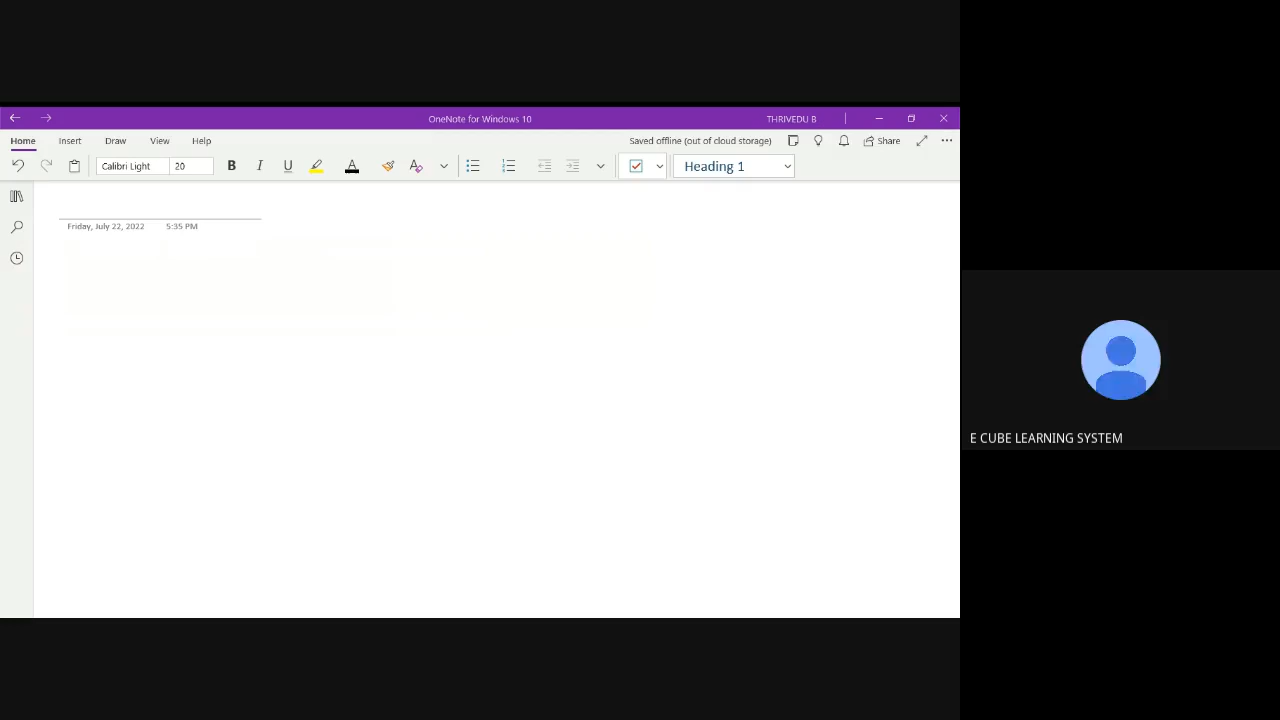 OneNote for Windows 10
THRIVEDU B
Home Insert Draw View Help
Saved offline (out of cloud storage)
Share
Calibri Light 20
B I U A A
Heading 1
Friday, July 22, 2022 5:35 PM
E CUBE LEARNING SYSTEM